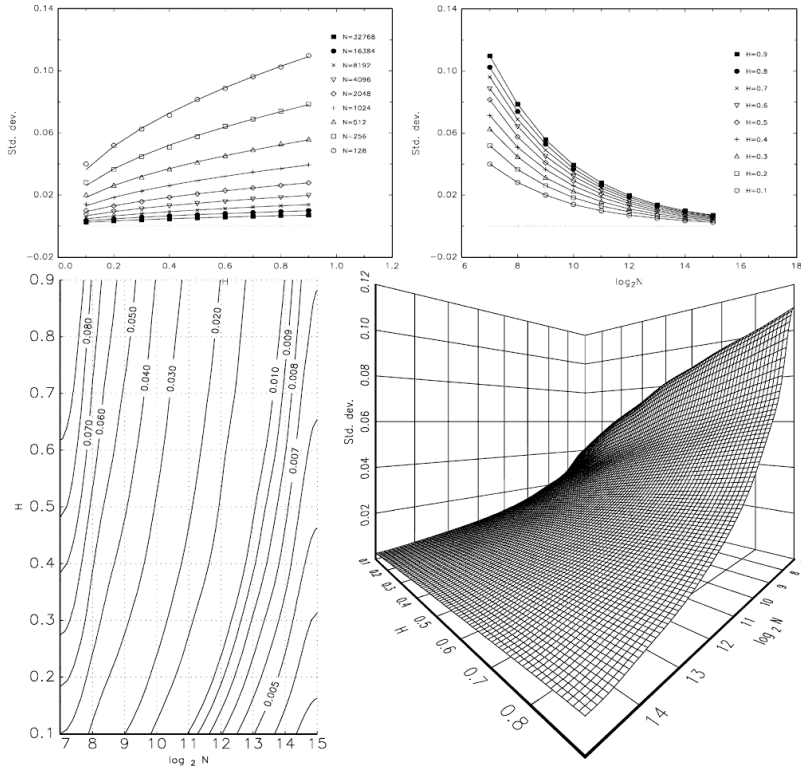 0.14
0.10
0.06
0.02
−0.02
Std. dev.
0.0
0.2
0.4
0.6
0.8
1.0
1.2
H
N=32768
N=16384
N=8192
N=4096
N=2048
N=1024
N=512
N=256
N=128
0.14
0.10
0.06
0.02
−0.02
Std. dev.
6
8
10
12
14
16
18
log₂N
H=0.9
H=0.8
H=0.7
H=0.6
H=0.5
H=0.4
H=0.3
H=0.2
H=0.1
0.9
0.8
0.7
0.6
0.5
0.4
0.3
0.2
0.1
H
7
8
9
10
11
12
13
14
15
log ₂ N
0.080
0.070
0.060
0.050
0.040
0.030
0.020
0.010
0.009
0.008
0.007
0.005
0.12
0.10
0.08
0.06
0.04
0.02
Std. dev.
0.1
0.2
0.3
0.4
0.5
0.6
0.7
0.8
H
14
13
12
11
10
9
8
log ₂ N